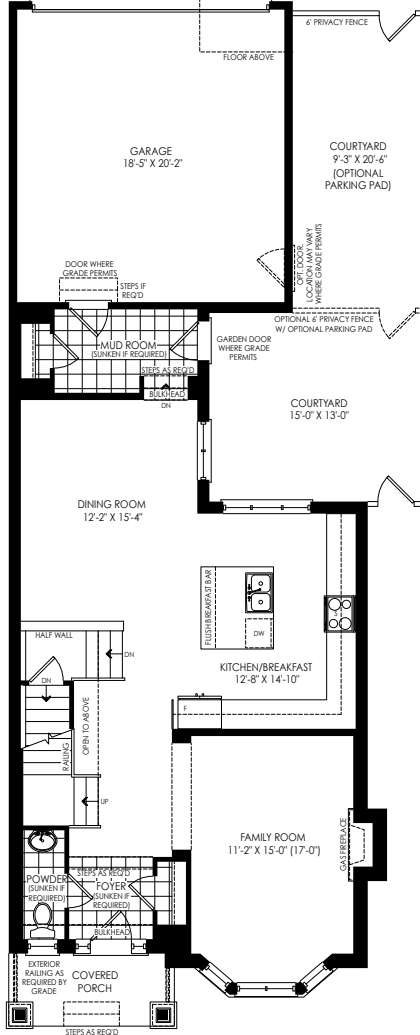 6' PRIVACY FENCE
FLOOR ABOVE
GARAGE
18'-5" X 20'-2"
COURTYARD
9'-3" X 20'-6"
(OPTIONAL
PARKING PAD)
DOOR WHERE
GRADE PERMITS
STEPS IF
REQ'D
OPT. DOOR.
LOCATION MAY VARY
WHERE GRADE PERMITS
OPTIONAL 6' PRIVACY FENCE
W/ OPTIONAL PARKING PAD
MUD ROOM
(SUNKEN IF REQUIRED)
GARDEN DOOR
WHERE GRADE
PERMITS
STEPS AS REQ'D
BULKHEAD
DN
COURTYARD
15'-0" X 13'-0"
DINING ROOM
12'-2" X 15'-4"
FLUSH BREAKFAST BAR
DW
S
HALF WALL
DN
KITCHEN/BREAKFAST
12'-8" X 14'-10"
DN
F
OPEN TO ABOVE
RAILING
UP
FAMILY ROOM
11'-2" X 15'-0" (17'-0")
GAS FIREPLACE
POWDER
(SUNKEN IF
REQUIRED)
STEPS AS REQ'D
FOYER
(SUNKEN IF
REQUIRED)
BULKHEAD
EXTERIOR
RAILING AS
REQUIRED BY
GRADE
COVERED
PORCH
STEPS AS REQ'D